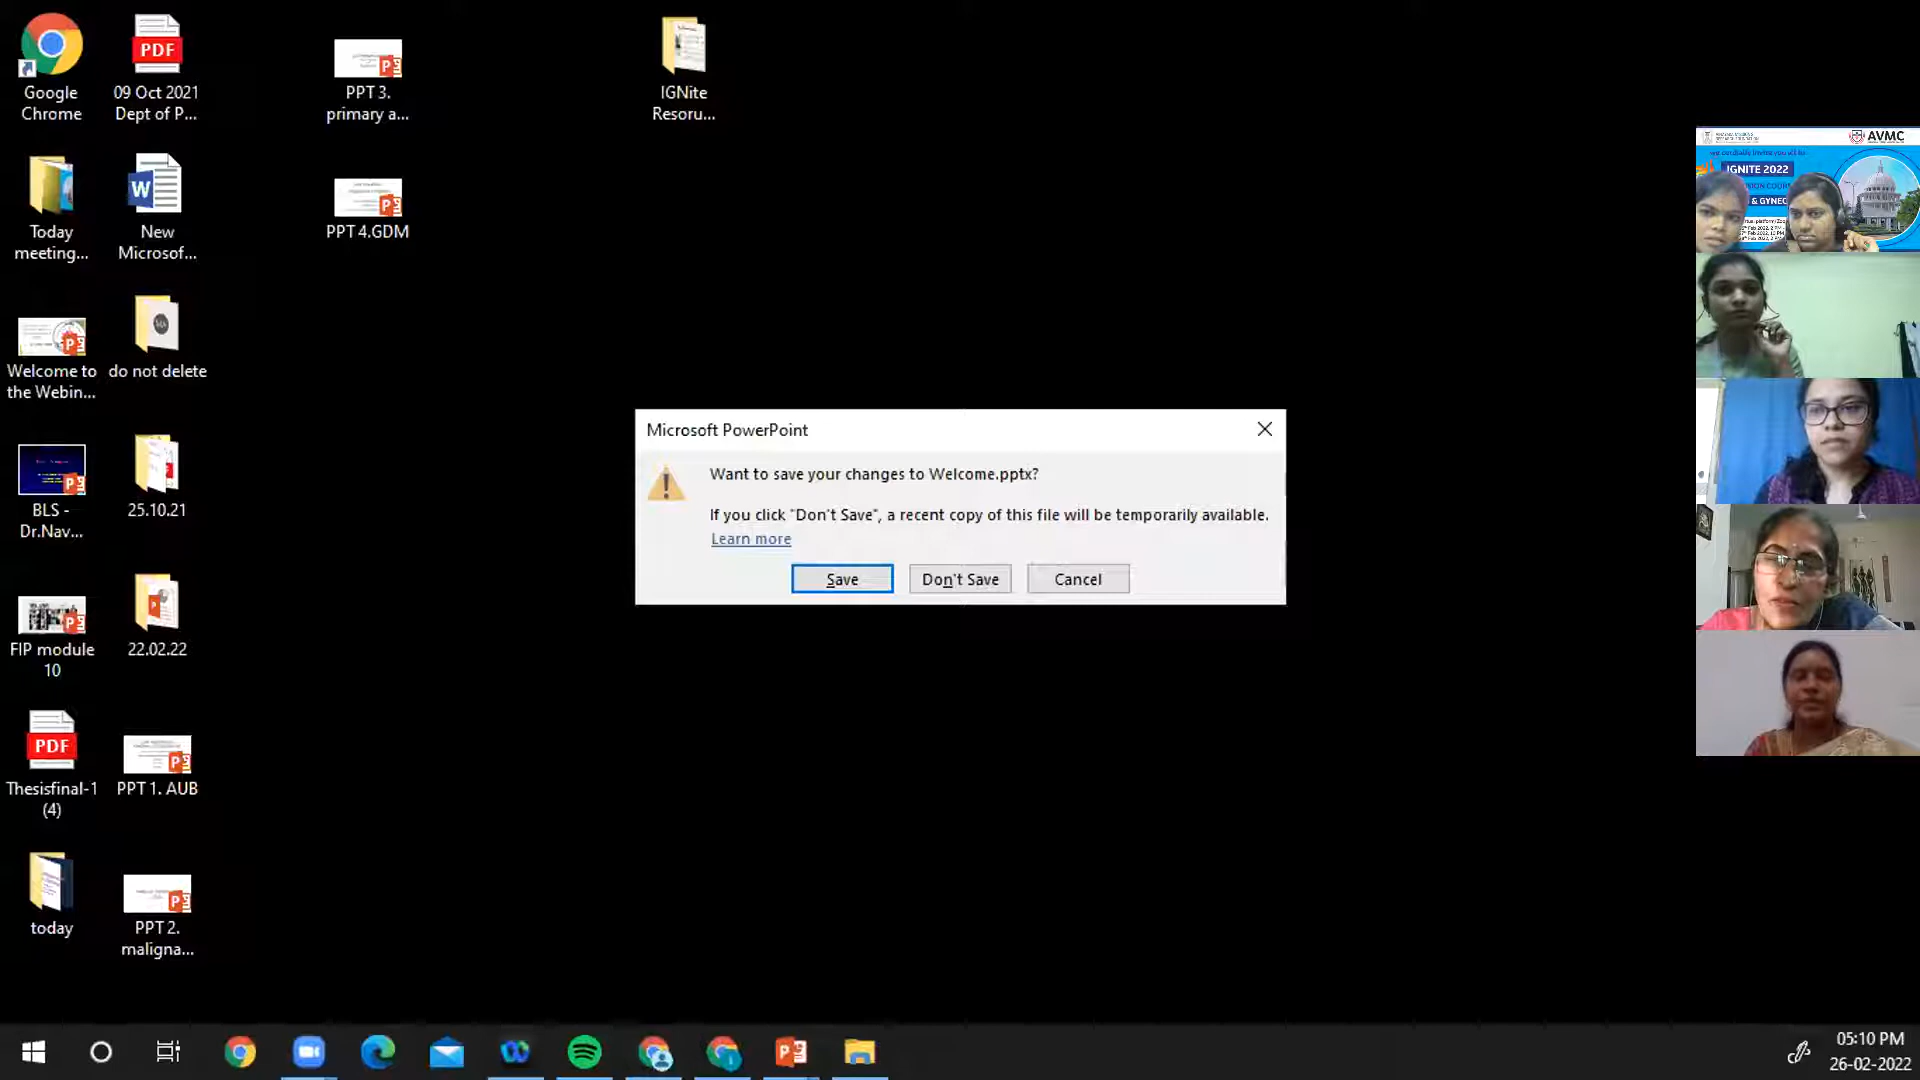 Google
Chrome
09 Oct 2021
Dept of P...
PPT 3.
primary a...
IGNite
Resoru...
Today
meeting...
New
Microsof...
PPT 4.GDM
Welcome to
the Webin...
do not delete
BLS -
Dr.Nav...
25.10.21
FIP module
10
22.02.22
Thesisfinal-1
(4)
PPT 1. AUB
today
PPT 2.
maligna...
PDF
PDF
Microsoft PowerPoint
Want to save your changes to Welcome.pptx?
If you click "Don't Save", a recent copy of this file will be temporarily available.
Learn more
Save
Don't Save
Cancel
AVMC
IGNITE 2022
& GYNEC
05:10 PM
26-02-2022